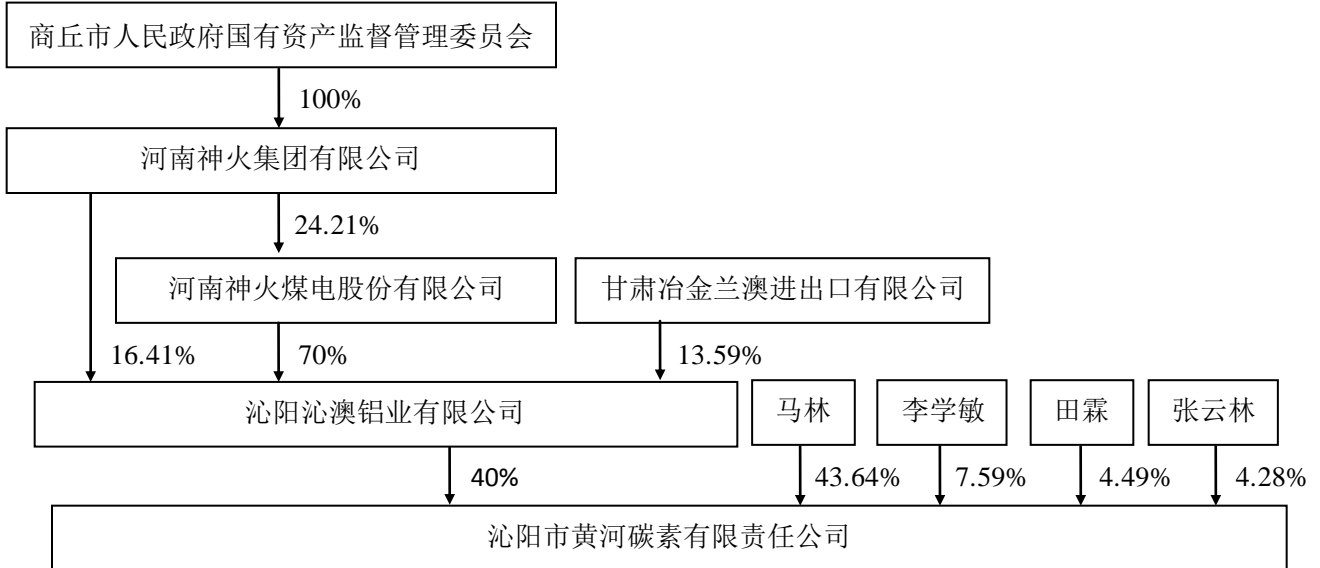 商丘市人民政府国有资产监督管理委员会
100%
河南神火集团有限公司
24.21%
河南神火煤电股份有限公司
甘肃冶金兰澳进出口有限公司
16.41%
70%
13.59%
沁阳沁澳铝业有限公司
马林
李学敏
田霖
张云林
40%
43.64%
7.59%
4.49%
4.28%
沁阳市黄河碳素有限责任公司